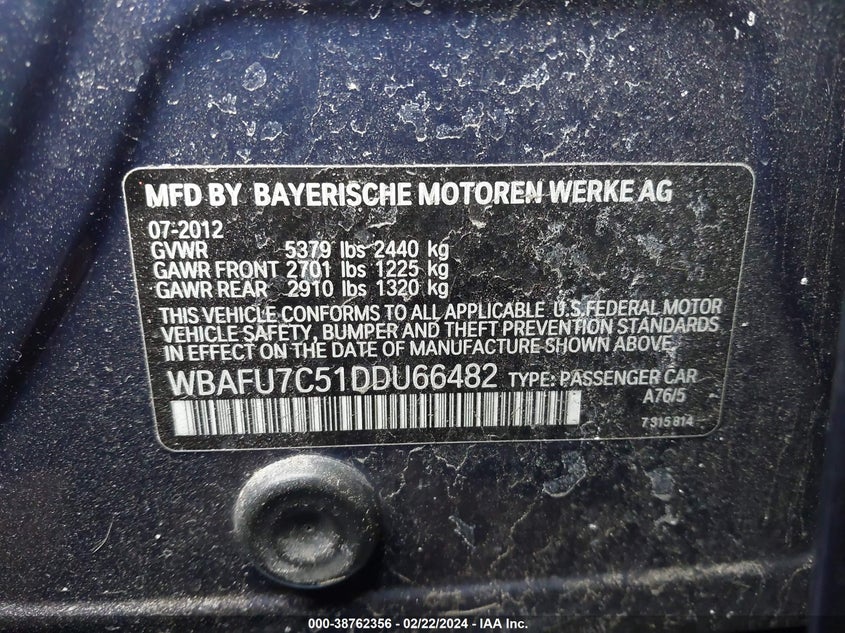 MFD BY BAYERISCHE MOTOREN WERKE AG
07-2012
GVWR 5379 lbs 2440 kg
GAWR FRONT 2701 lbs 1225 kg
GAWR REAR 2910 lbs 1320 kg
THIS VEHICLE CONFORMS TO ALL APPLICABLE U.S.FEDERAL MOTOR
VEHICLE SAFETY, BUMPER AND THEFT PREVENTION STANDARDS
IN EFFECT ON THE DATE OF MANUFACTURE SHOWN ABOVE.
WBAFU7C51DDU66482 TYPE: PASSENGER CAR
A76/5
7 315 814
000-38762356 - 02/22/2024 - IAA Inc.